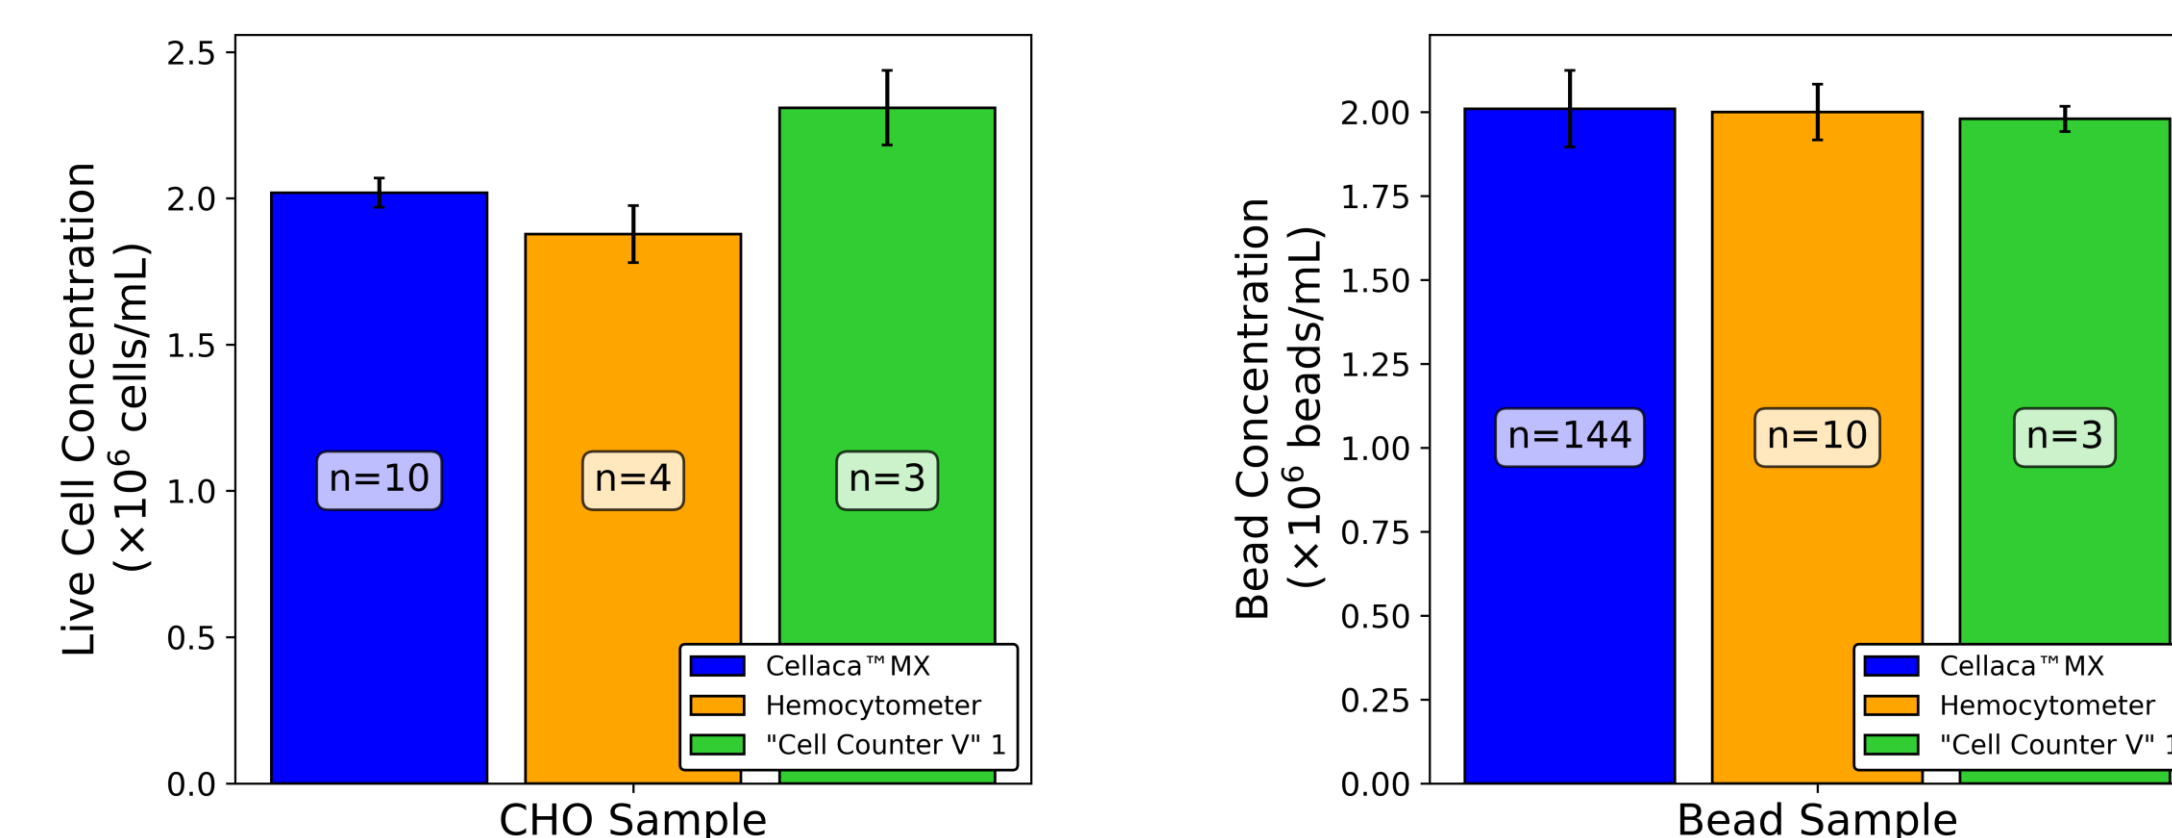 Live Cell Concentration
(×10⁶ cells/mL)
2.5
2.0
1.5
1.0
0.5
0.0
n=10
n=4
n=3
Cellaca™MX
Hemocytometer
"Cell Counter V" 1
CHO Sample
Bead Concentration
(×10⁶ beads/mL)
2.00
1.75
1.50
1.25
1.00
0.75
0.50
0.25
0.00
n=144
n=10
n=3
Cellaca™MX
Hemocytometer
"Cell Counter V" 1
Bead Sample